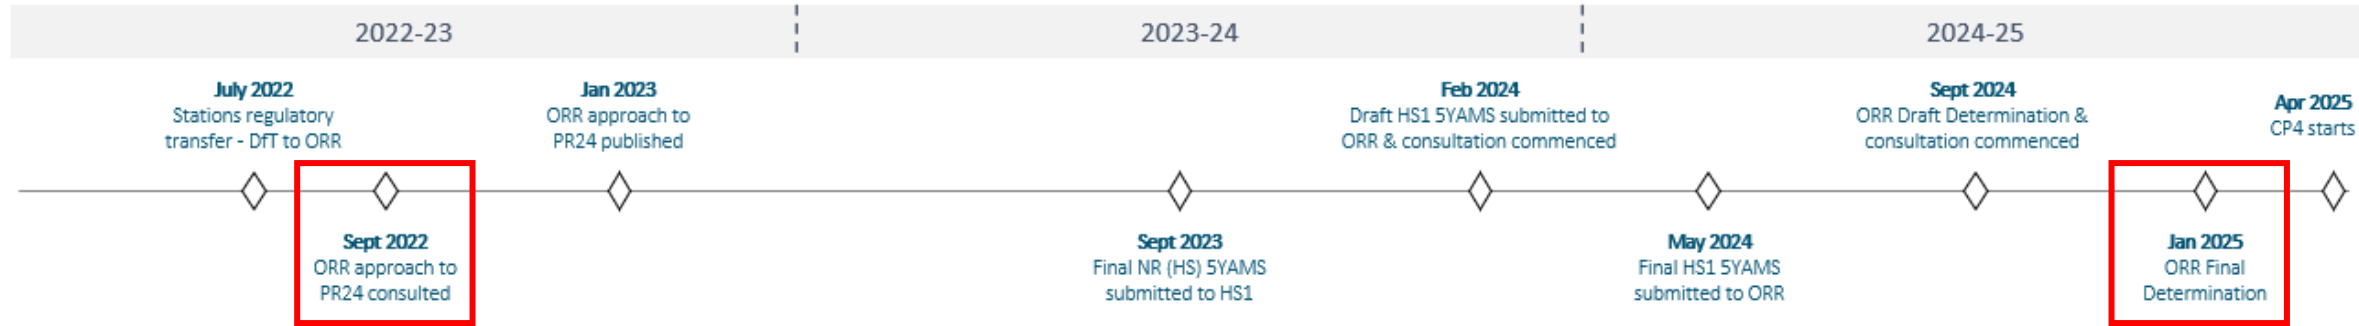 2022-23
2023-24
2024-25
July 2022
Stations regulatory
transfer - DfT to ORR
Sept 2022
ORR approach to
PR24 consulted
Jan 2023
ORR approach to
PR24 published
Sept 2023
Final NR (HS) 5YAMS
submitted to HS1
Feb 2024
Draft HS1 5YAMS submitted to
ORR & consultation commenced
May 2024
Final HS1 5YAMS
submitted to ORR
Sept 2024
ORR Draft Determination &
consultation commenced
Jan 2025
ORR Final
Determination
Apr 2025
CP4 starts